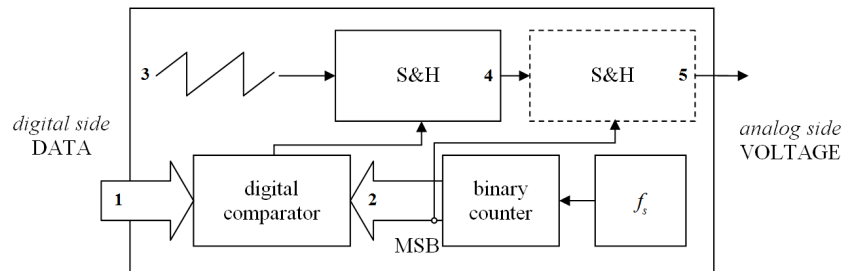 3
S&H
4
S&H
5
digital side
DATA
analog side
VOLTAGE
1
digital
comparator
2
binary
counter
fs
MSB